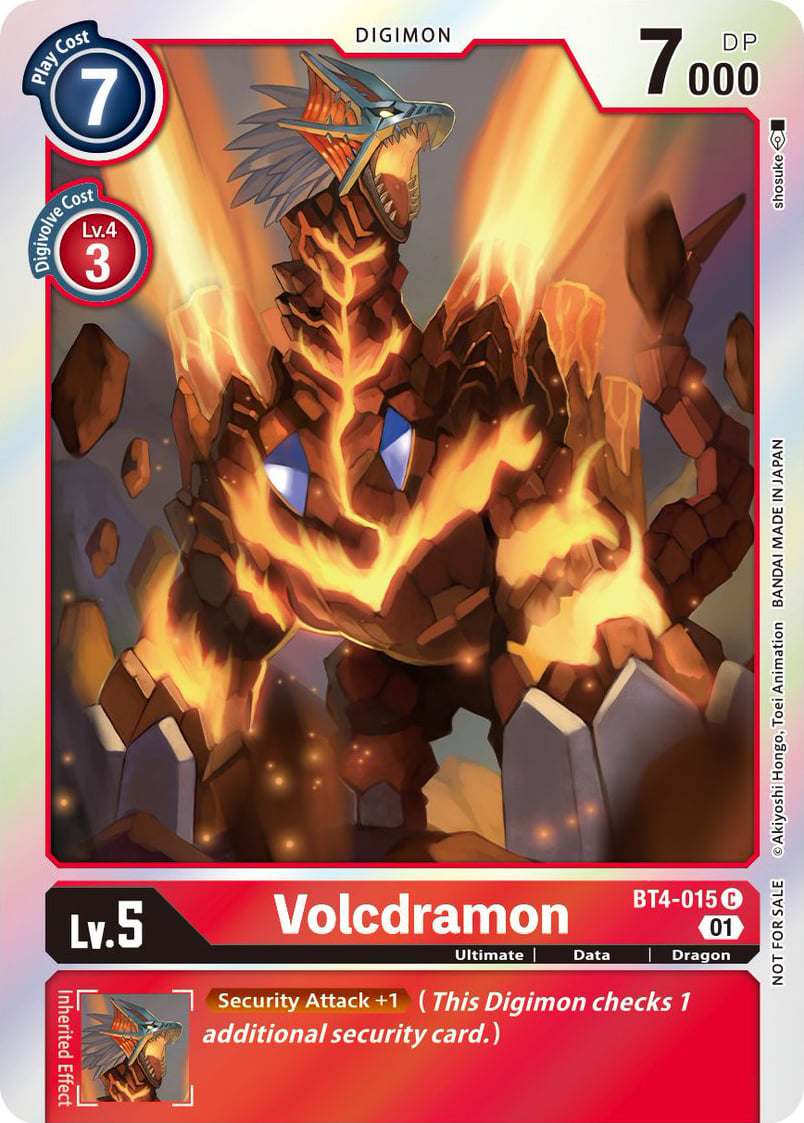 DIGIMON
Play Cost
7
7000
DP
Digivolve Cost
Lv.4
3
shosuke
© Akiyoshi Hongo, Toei Animation BANDAI MADE IN JAPAN
NOT FOR SALE
Lv.5
Volcdramon
BT4-015 C
01
Ultimate | Data | Dragon
Inherited Effect
Security Attack +1 (This Digimon checks 1
additional security card.)